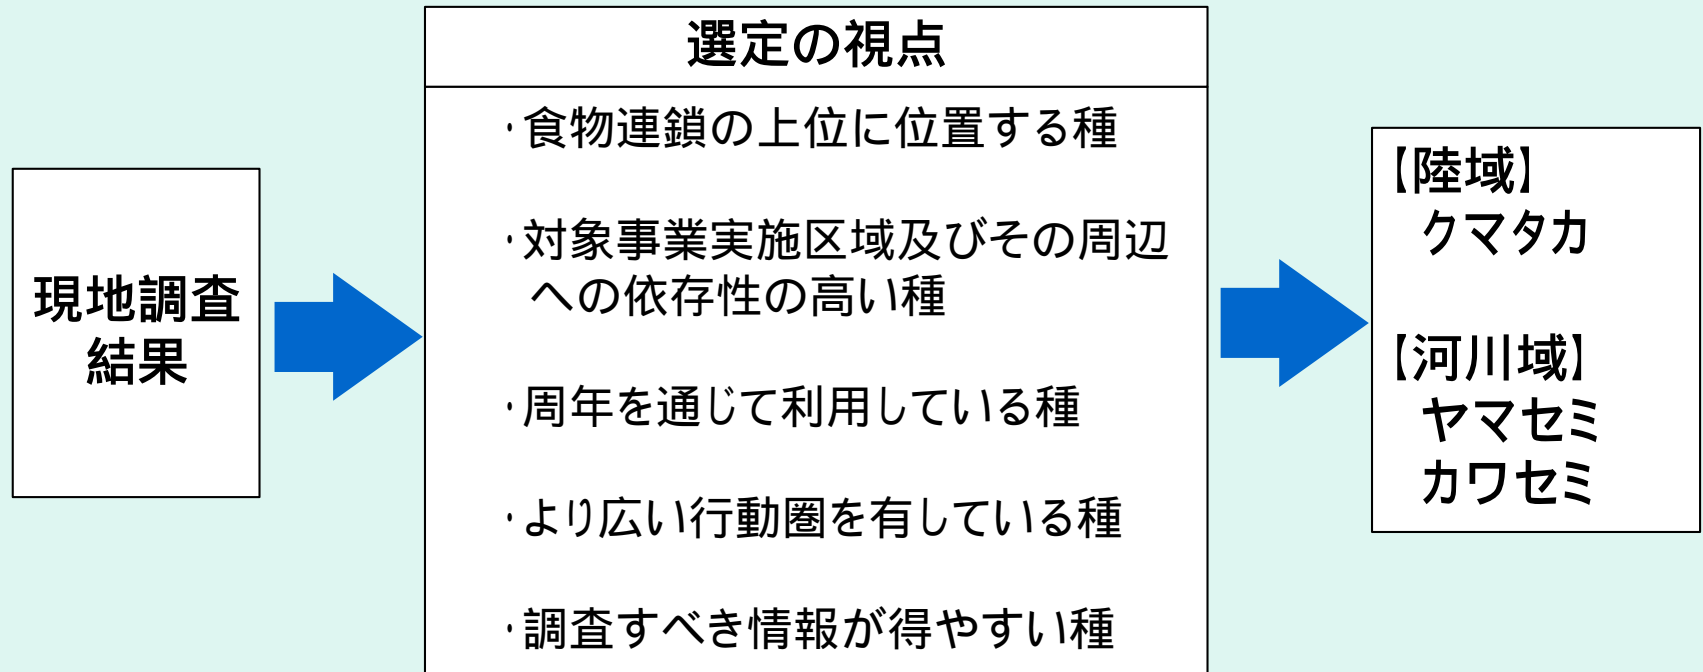 現地調査
結果
選定の視点
・食物連鎖の上位に位置する種
・対象事業実施区域及びその周辺
への依存性の高い種
・周年を通じて利用している種
・より広い行動圏を有している種
・調査すべき情報が得やすい種
【陸域】
クマタカ
【河川域】
ヤマセミ
カワセミ